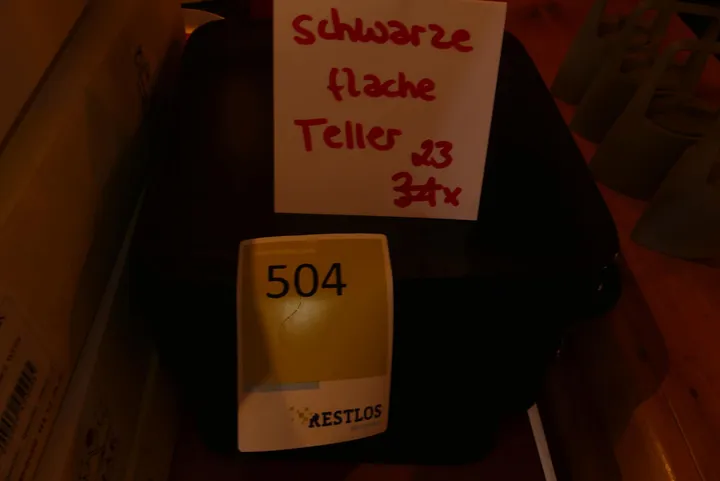 Schwarze
flache
Teller 23
34x
504
RESTLOS